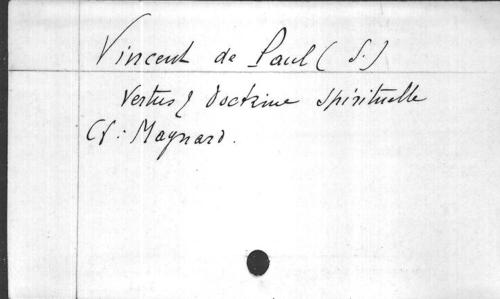 Vincent de Paul (S.)
Vertus & doctrine spirituelle
Cf: Maynard.